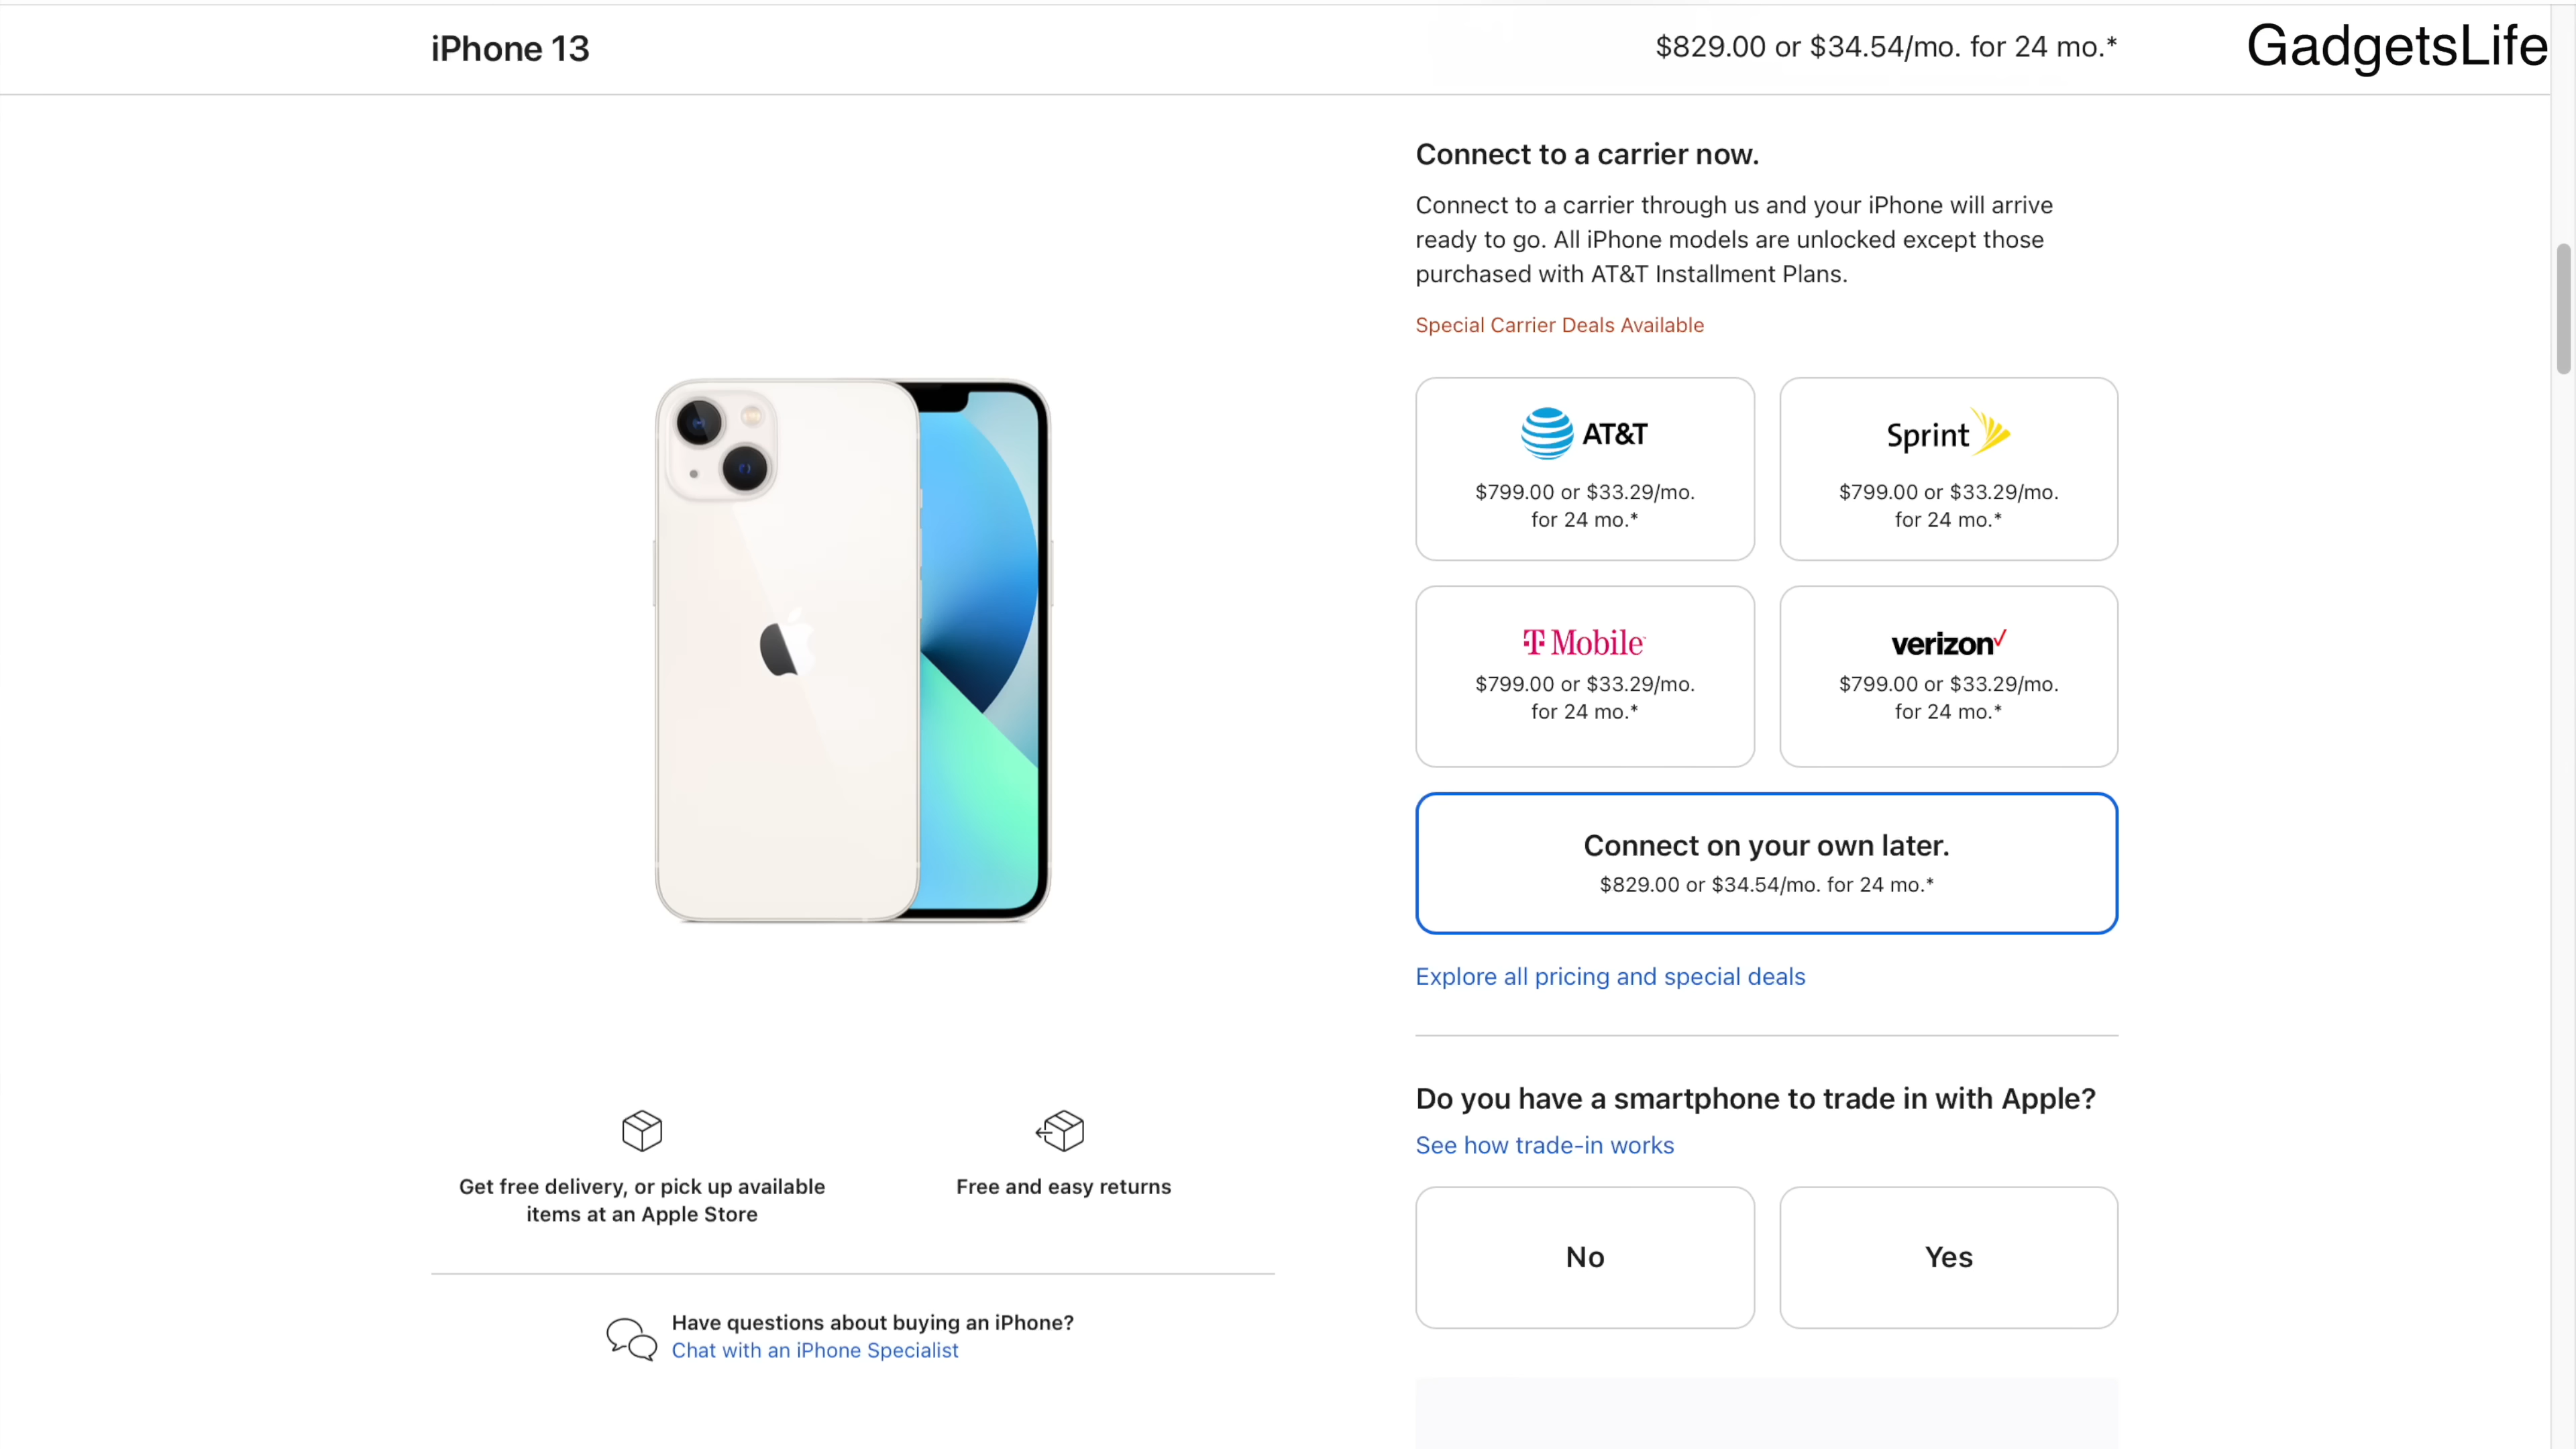 iPhone 13
$829.00 or $34.54/mo. for 24 mo.*
GadgetsLife
Connect to a carrier now.
Connect to a carrier through us and your iPhone will arrive
ready to go. All iPhone models are unlocked except those
purchased with AT&T Installment Plans.
Special Carrier Deals Available
AT&T
$799.00 or $33.29/mo.
for 24 mo.*
Sprint
$799.00 or $33.29/mo.
for 24 mo.*
T Mobile
$799.00 or $33.29/mo.
for 24 mo.*
verizon
$799.00 or $33.29/mo.
for 24 mo.*
Connect on your own later.
$829.00 or $34.54/mo. for 24 mo.*
Explore all pricing and special deals
Do you have a smartphone to trade in with Apple?
See how trade-in works
No
Yes
Get free delivery, or pick up available
items at an Apple Store
Free and easy returns
Have questions about buying an iPhone?
Chat with an iPhone Specialist